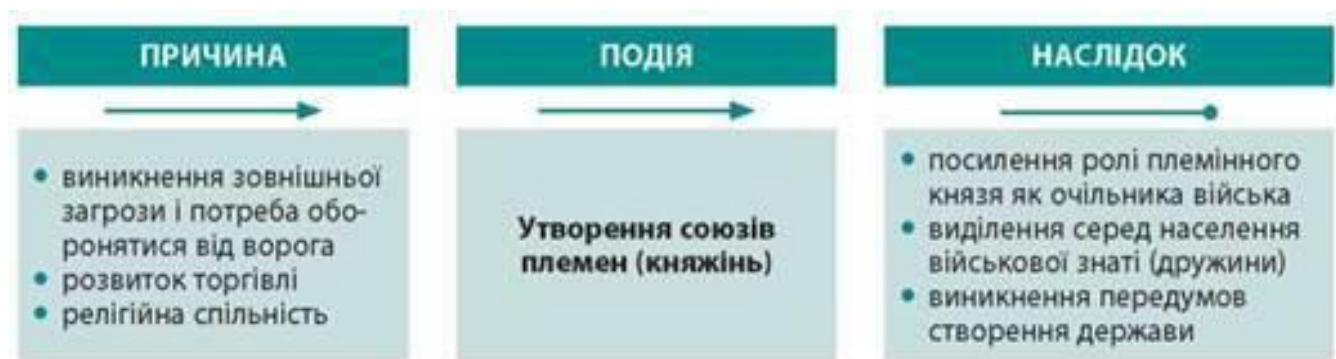 ПРИЧИНА
ПОДІЯ
НАСЛІДОК
• виникнення зовнішньої
загрози і потреба обо-
ронятися від ворога
• розвиток торгівлі
• релігійна спільність
Утворення союзів
племен (княжінь)
• посилення ролі племінного
князя як очільника війська
• виділення серед населення
військової знаті (дружини)
• виникнення передумов
створення держави